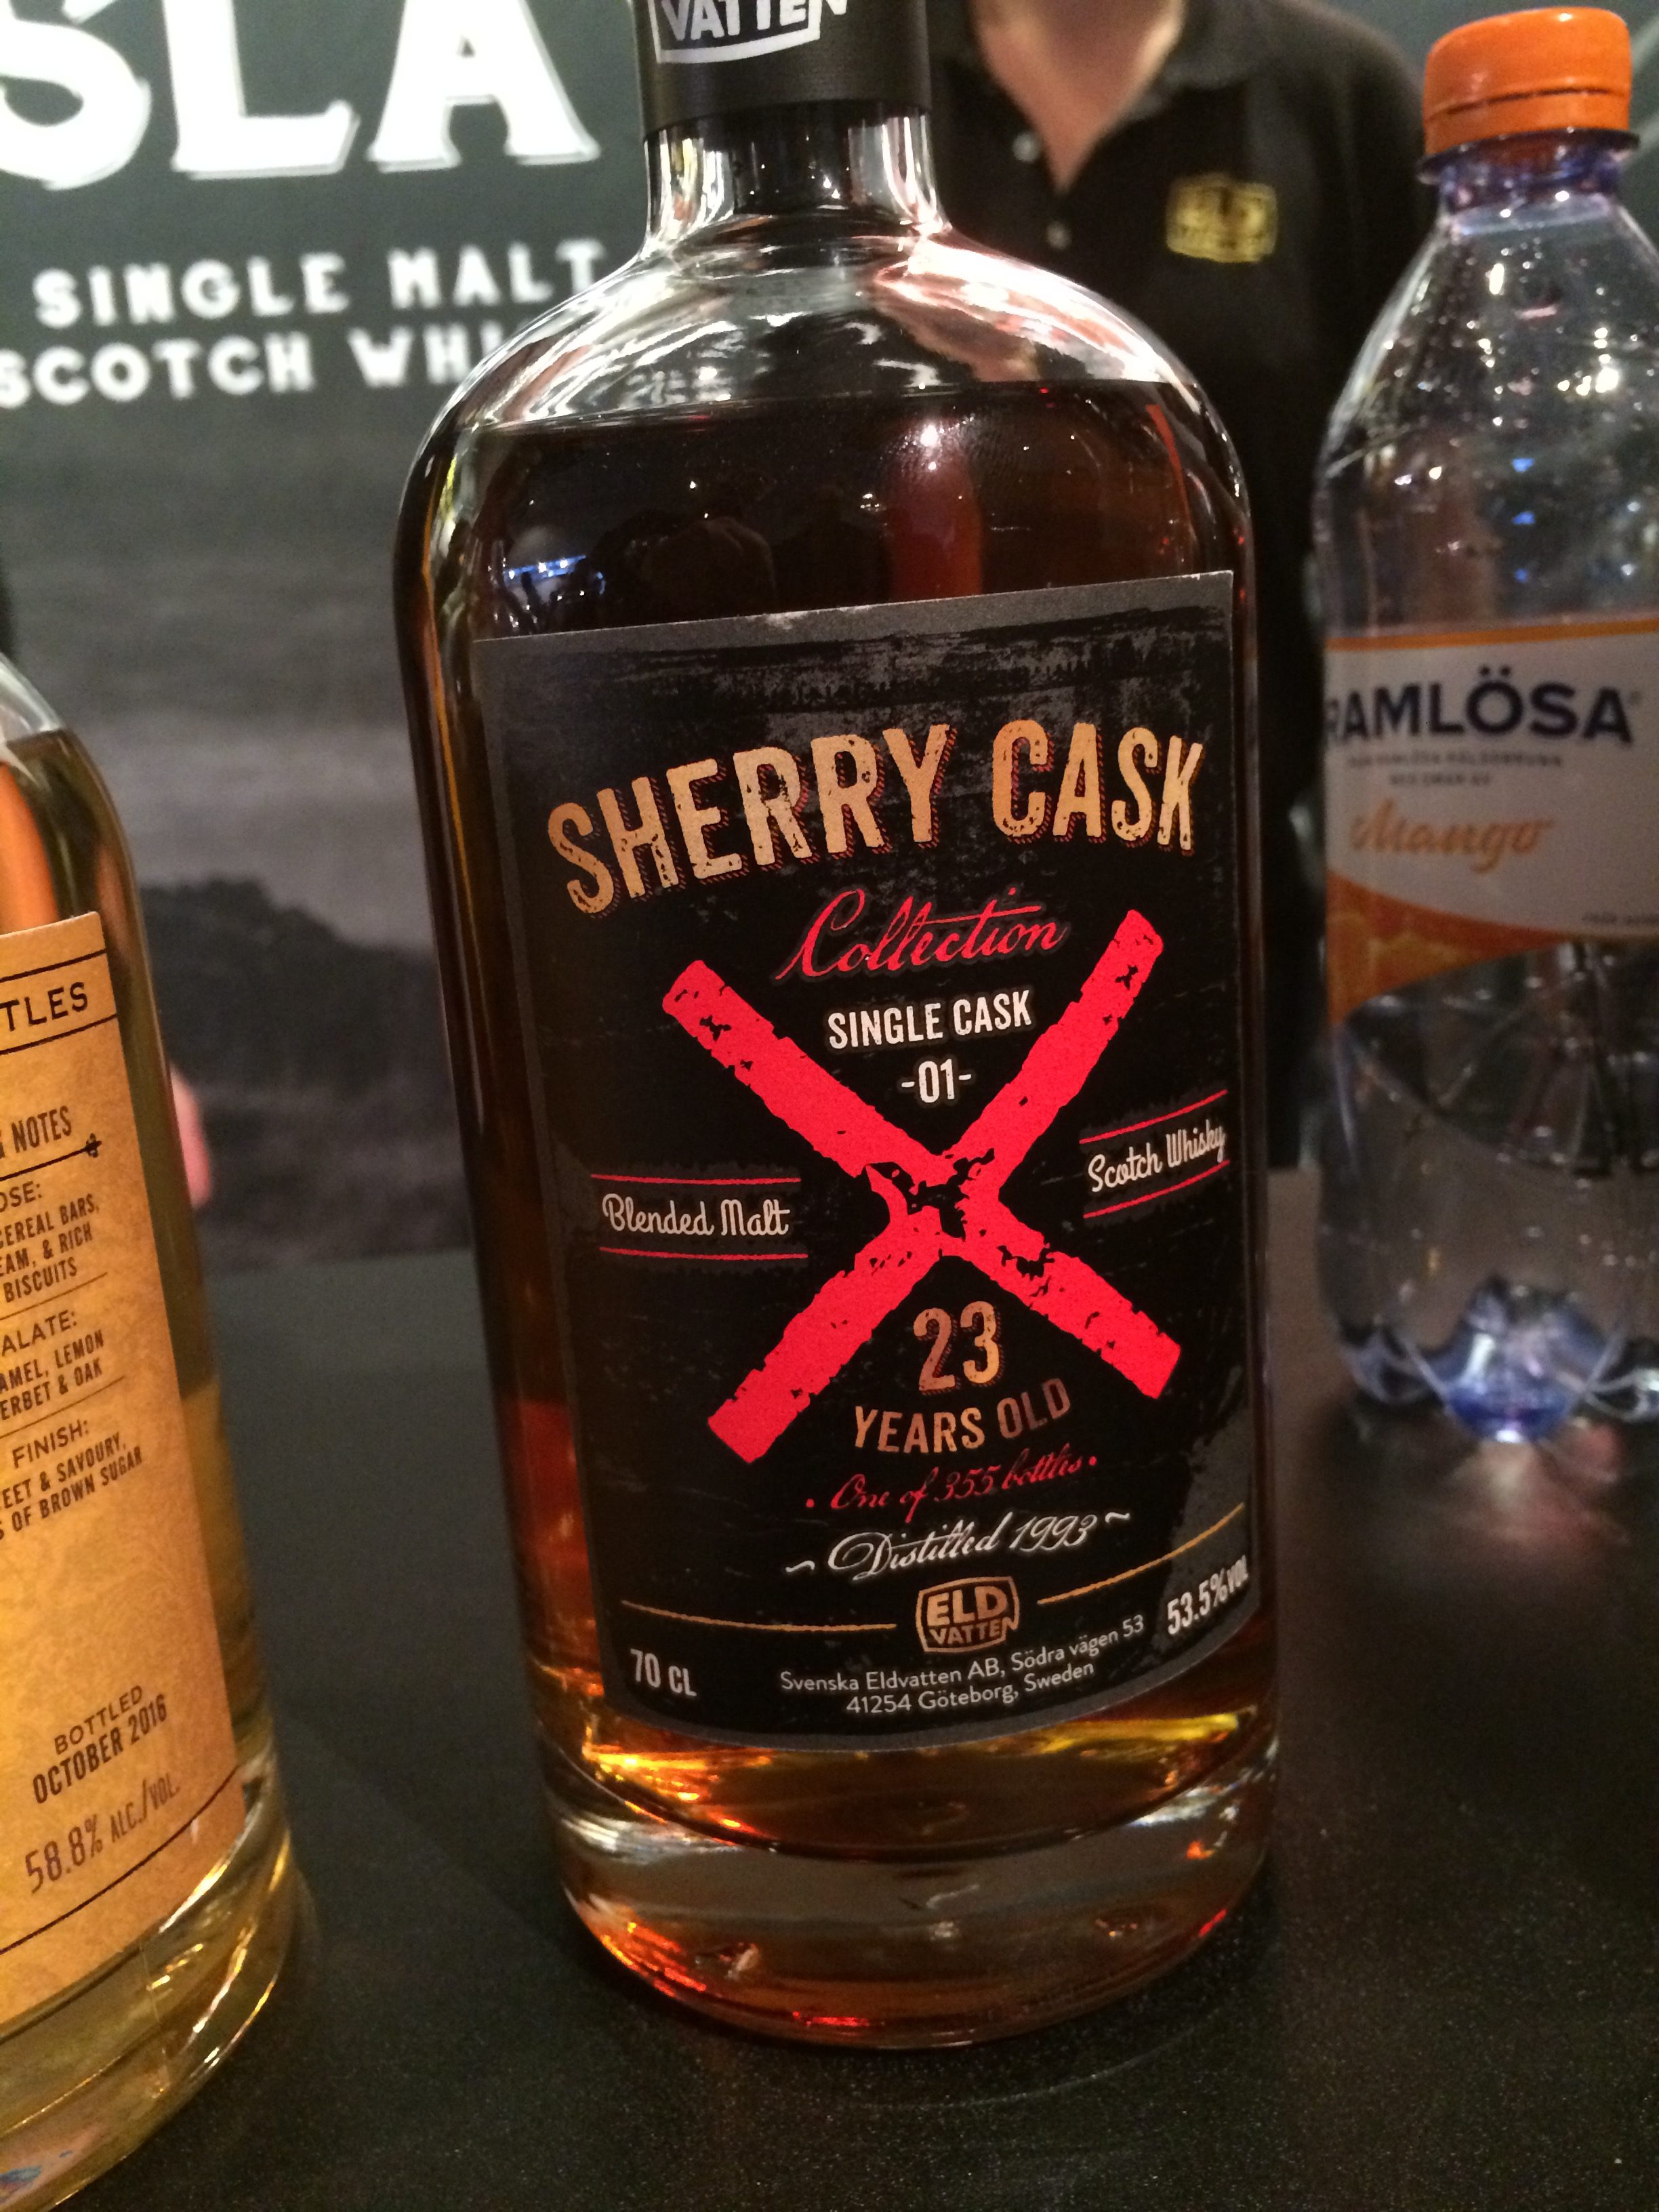 SLA
SINGLE MALT
SCOTCH WHI
VATTEN
SHERRY CASK
Collection
SINGLE CASK
-01-
Blended Malt
Scotch Whisky
23
YEARS OLD
• One of 355 bottles •
~ Distilled 1993 ~
ELD
VATTEN
70 CL
53.5%VOL
Svenska Eldvatten AB, Södra vägen 53
41254 Göteborg, Sweden
TLES
G NOTES
OSE:
CEREAL BARS,
EAM, & RICH
BISCUITS
ALATE:
AMEL, LEMON
ERBET & OAK
FINISH:
EET & SAVOURY,
S OF BROWN SUGAR
BOTTLED
OCTOBER 2016
58.8% ALC./VOL.
RAMLÖSA
Mango